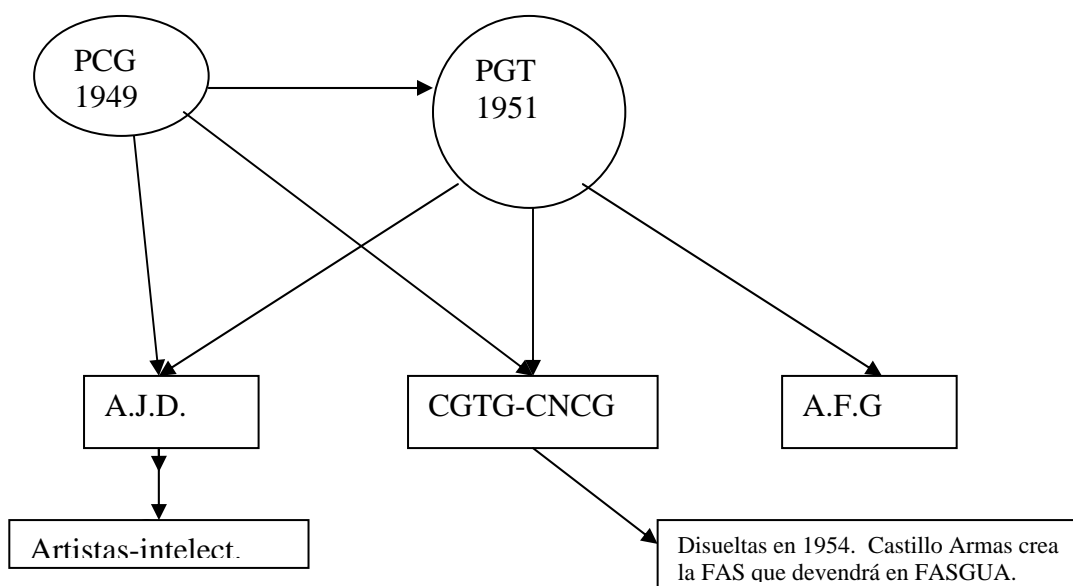 PCG
1949
PGT
1951
A.J.D.
CGTG-CNCG
A.F.G
Artistas-intelect.
Disueltas en 1954.  Castillo Armas crea
la FAS que devendrá en FASGUA.